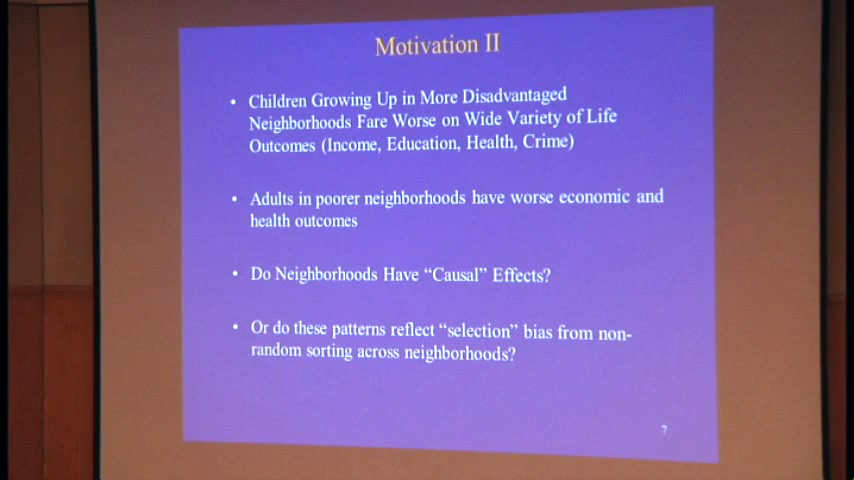 Motivation II
• Children Growing Up in More Disadvantaged
Neighborhoods Fare Worse on Wide Variety of Life
Outcomes (Income, Education, Health, Crime)
• Adults in poorer neighborhoods have worse economic and
health outcomes
• Do Neighborhoods Have “Causal” Effects?
• Or do these patterns reflect “selection” bias from non-
random sorting across neighborhoods?
7